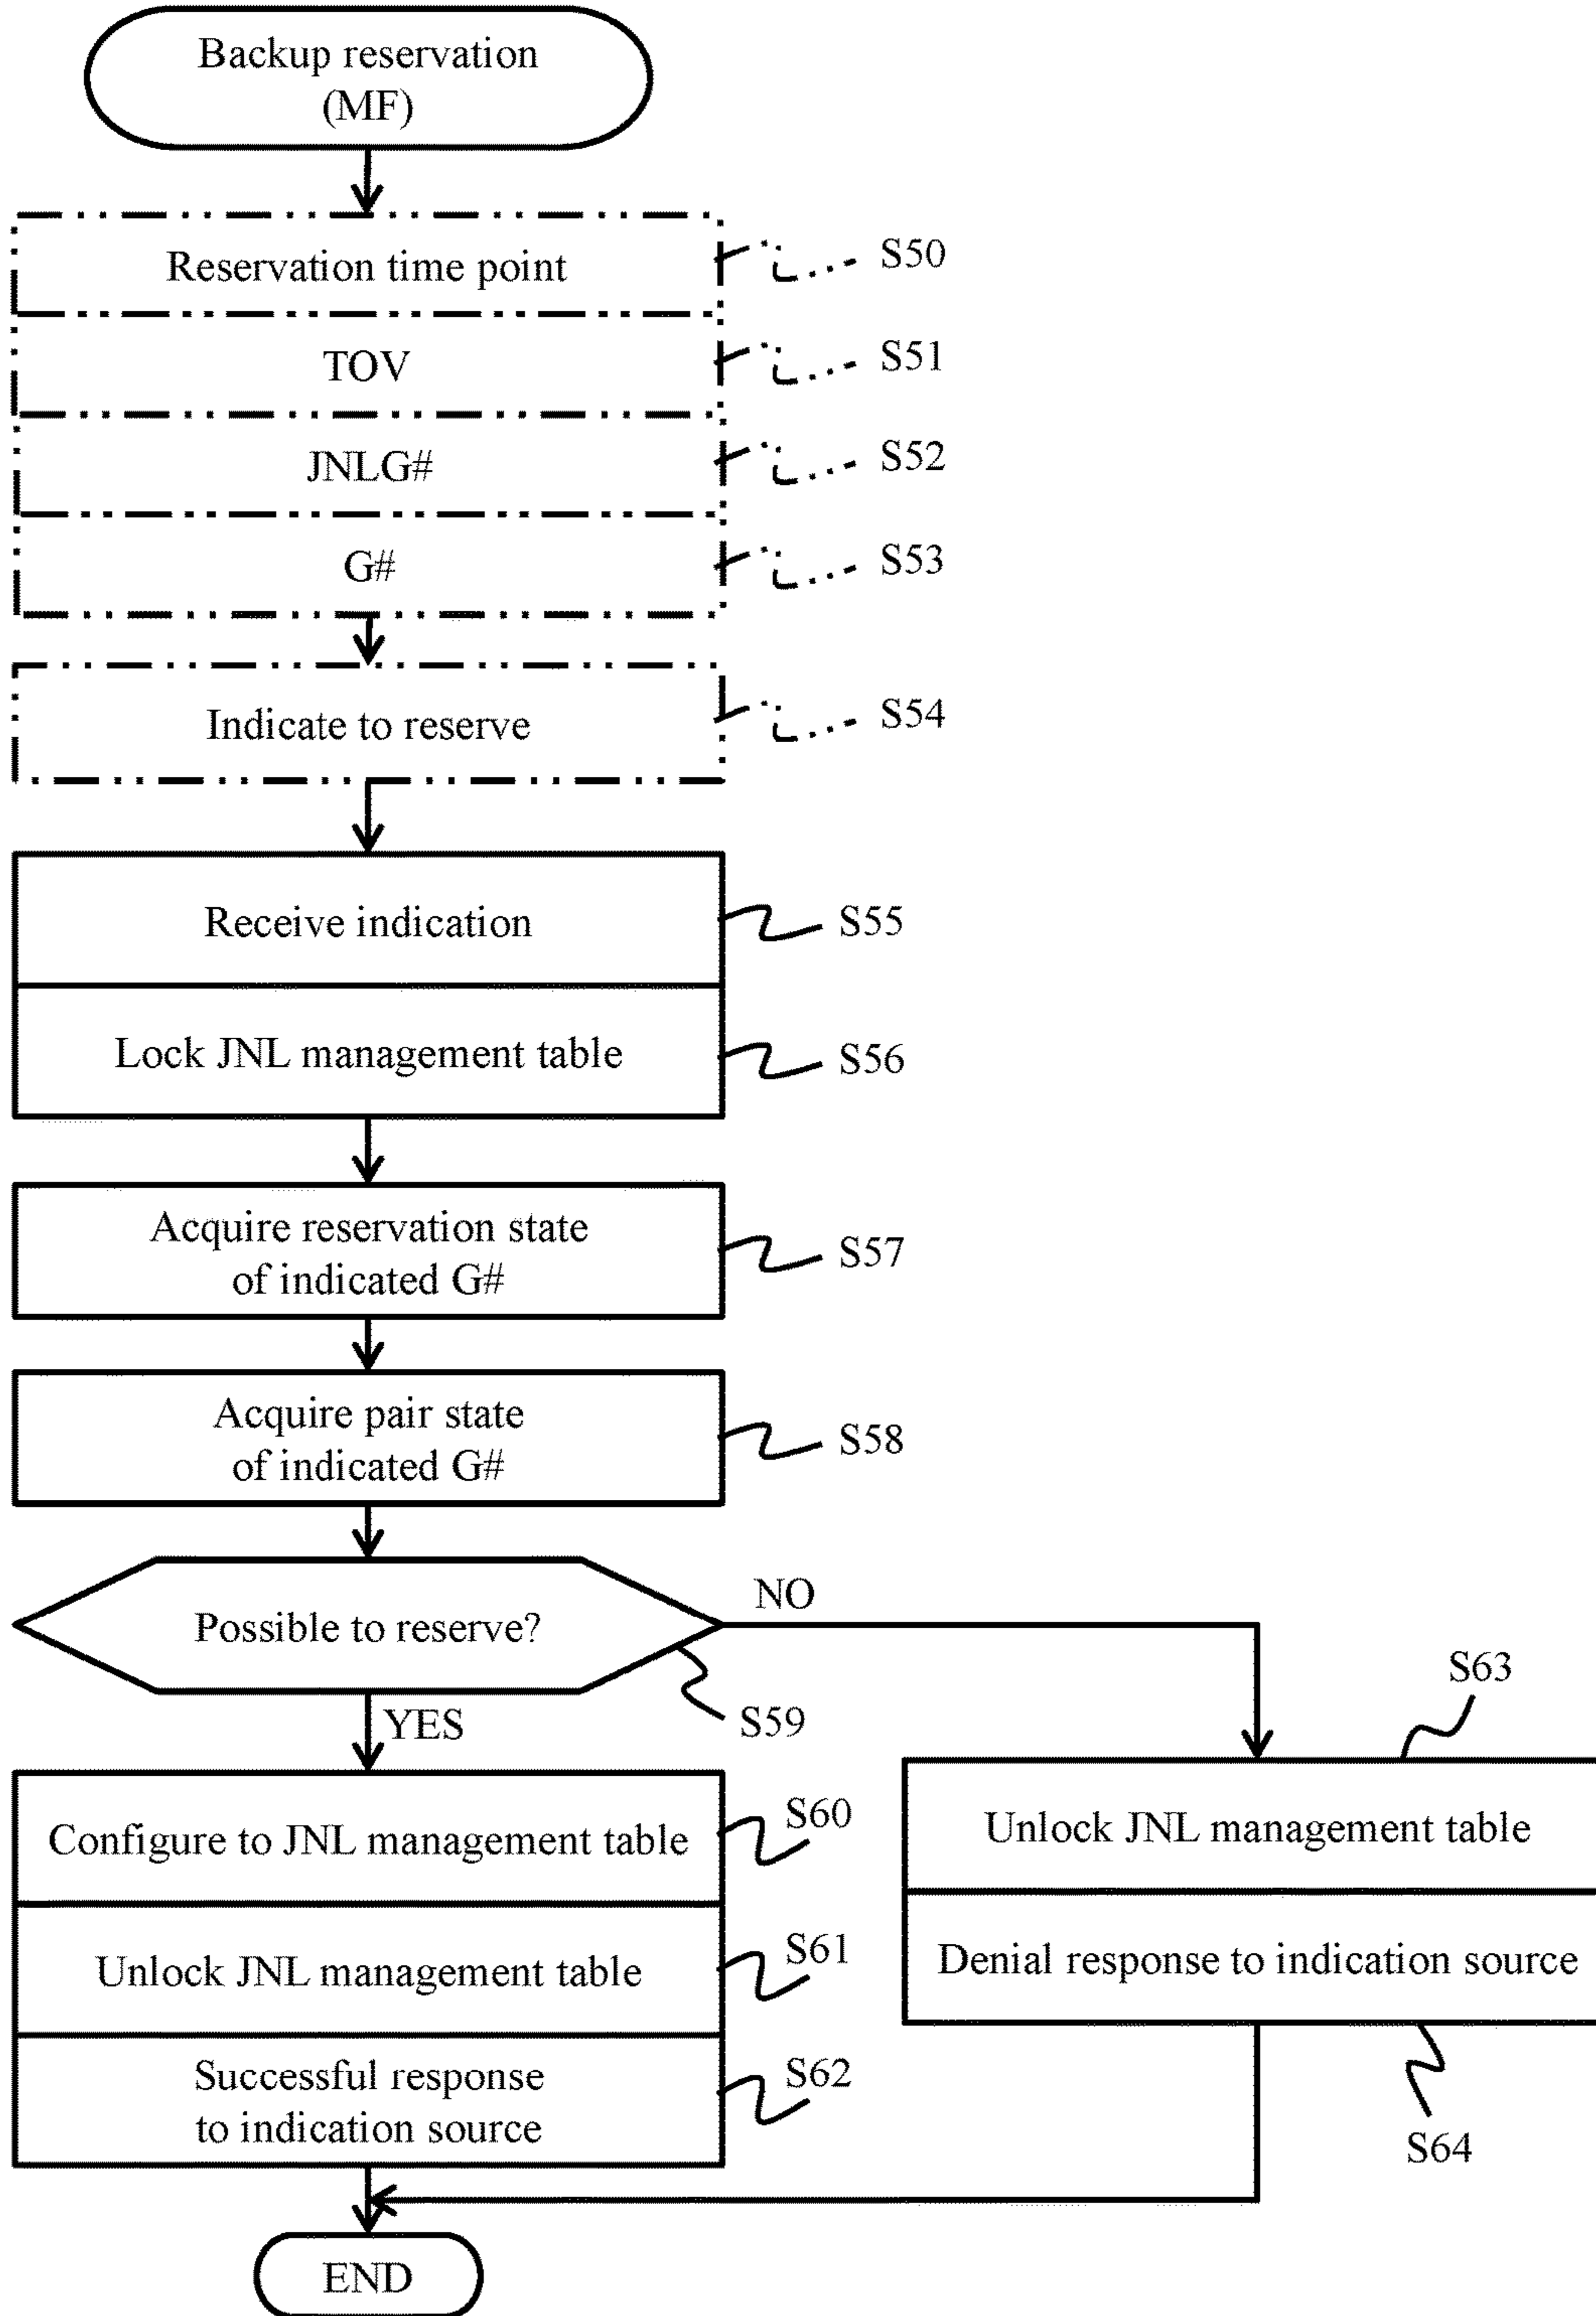 Backup reservation
(MF)
Reservation time point
S50
TOV
S51
JNLG#
S52
G#
S53
Indicate to reserve
S54
Receive indication
S55
Lock JNL management table
S56
Acquire reservation state
of indicated G#
S57
Acquire pair state
of indicated G#
S58
Possible to reserve?
NO
S59
YES
S63
Configure to JNL management table
S60
Unlock JNL management table
S61
Successful response
to indication source
S62
Unlock JNL management table
Denial response to indication source
S64
END